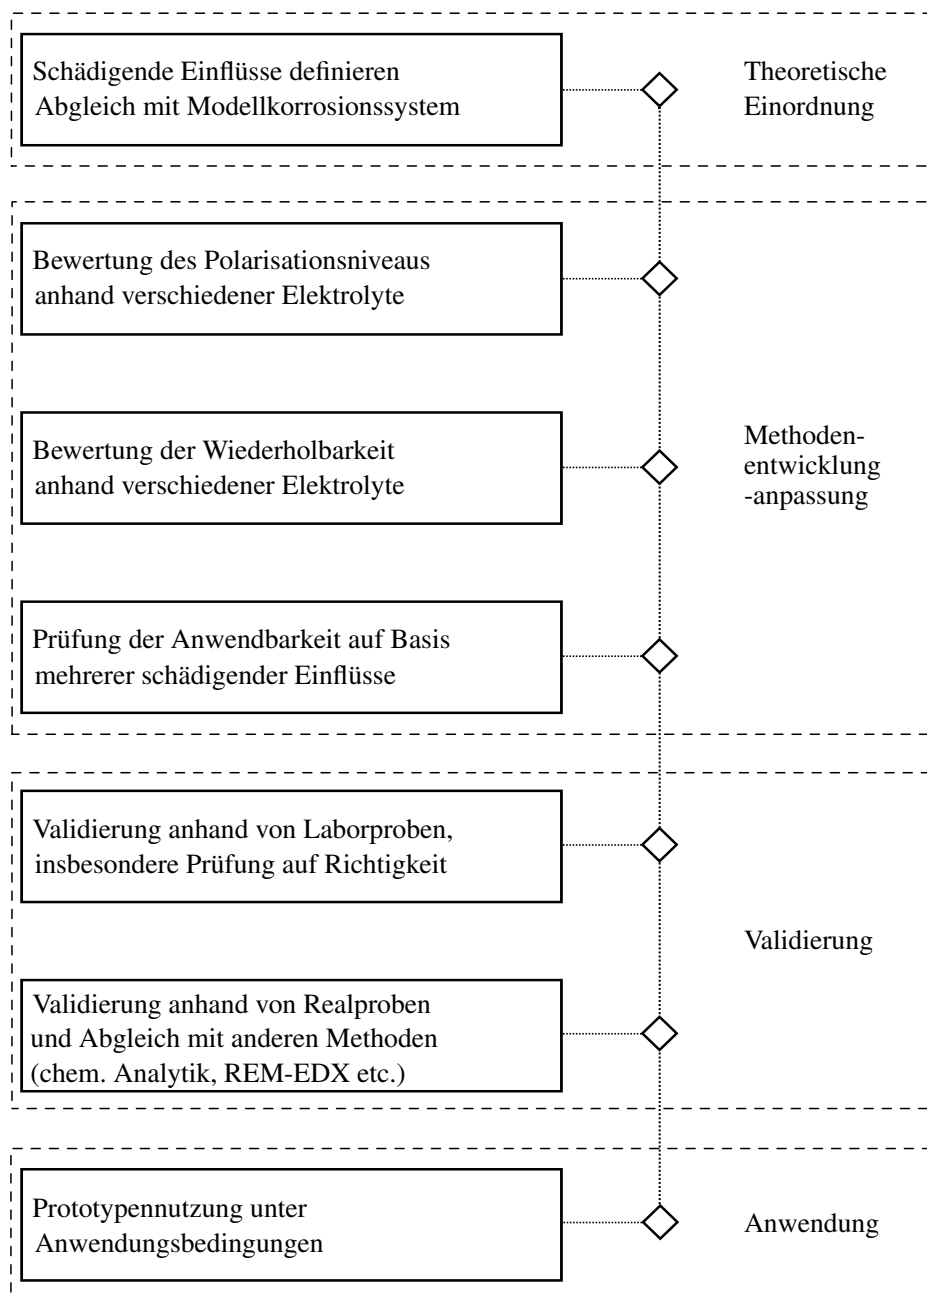 Schädigende Einflüsse definieren
Abgleich mit Modellkorrosionssystem
Theoretische
Einordnung
Bewertung des Polarisationsniveaus
anhand verschiedener Elektrolyte
Bewertung der Wiederholbarkeit
anhand verschiedener Elektrolyte
Methoden-
entwicklung
-anpassung
Prüfung der Anwendbarkeit auf Basis
mehrerer schädigender Einflüsse
Validierung anhand von Laborproben,
insbesondere Prüfung auf Richtigkeit
Validierung
Validierung anhand von Realproben
und Abgleich mit anderen Methoden
(chem. Analytik, REM-EDX etc.)
Prototypennutzung unter
Anwendungsbedingungen
Anwendung